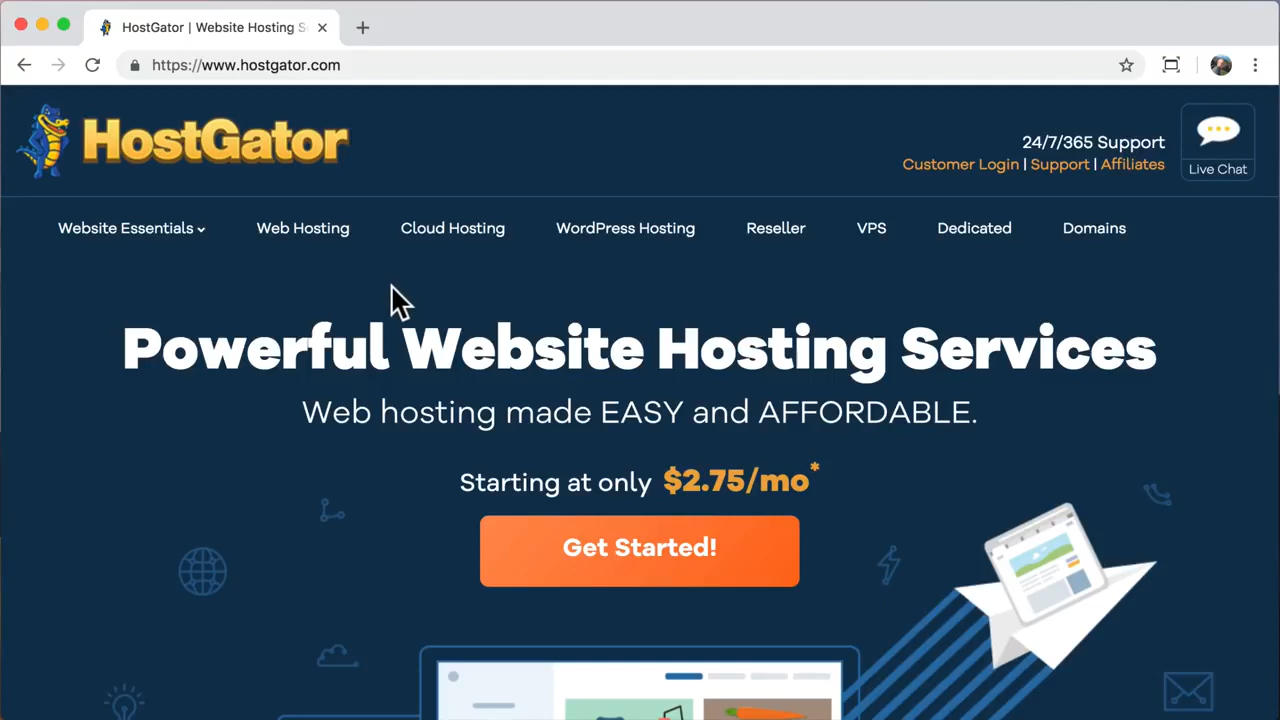 HostGator | Website Hosting S
https://www.hostgator.com
HostGator
24/7/365 Support
Customer Login | Support | Affiliates
Live Chat
Website Essentials
Web Hosting
Cloud Hosting
WordPress Hosting
Reseller
VPS
Dedicated
Domains
Powerful Website Hosting Services
Web hosting made EASY and AFFORDABLE.
Starting at only $2.75/mo*
Get Started!